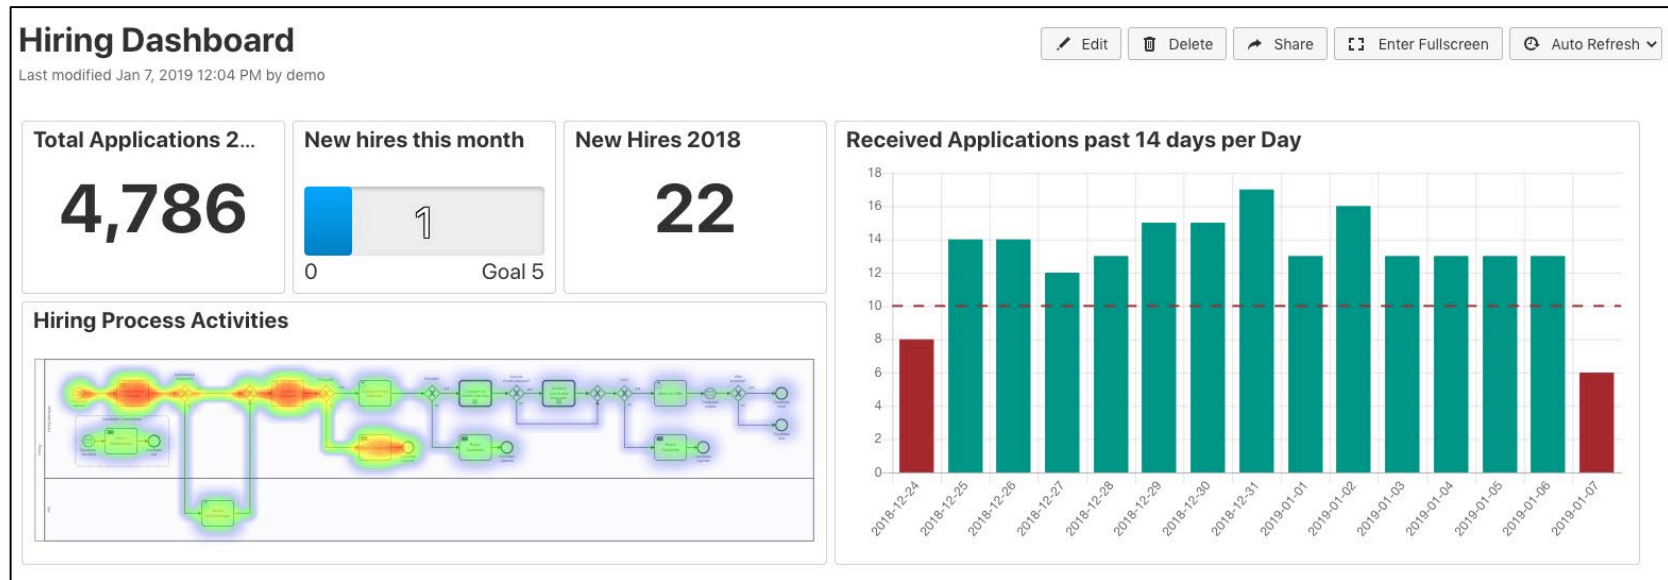 Hiring Dashboard
Last modified Jan 7, 2019 12:04 PM by demo
Edit
Delete
Share
Enter Fullscreen
Auto Refresh
Total Applications 2...
4,786
New hires this month
1
0
Goal 5
New Hires 2018
22
Hiring Process Activities
Received Applications past 14 days per Day
18
16
14
12
10
8
6
4
2
0
2018-12-24
2018-12-25
2018-12-26
2018-12-27
2018-12-28
2018-12-29
2018-12-30
2018-12-31
2019-01-01
2019-01-02
2019-01-03
2019-01-04
2019-01-05
2019-01-06
2019-01-07